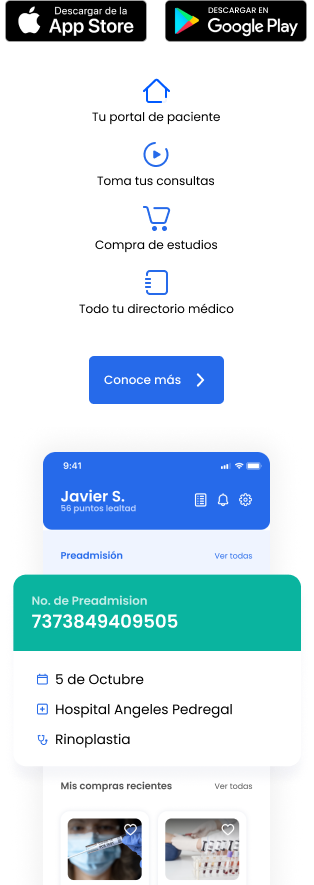 Descargar de la
App Store
DESCARGAR EN
Google Play
Tu portal de paciente
Toma tus consultas
Compra de estudios
Todo tu directorio médico
Conoce más
9:41
Javier S.
56 puntos lealtad
Preadmisión Ver todas
No. de Preadmision
7373849409505
5 de Octubre
Hospital Angeles Pedregal
Rinoplastia
Mis compras recientes Ver todas